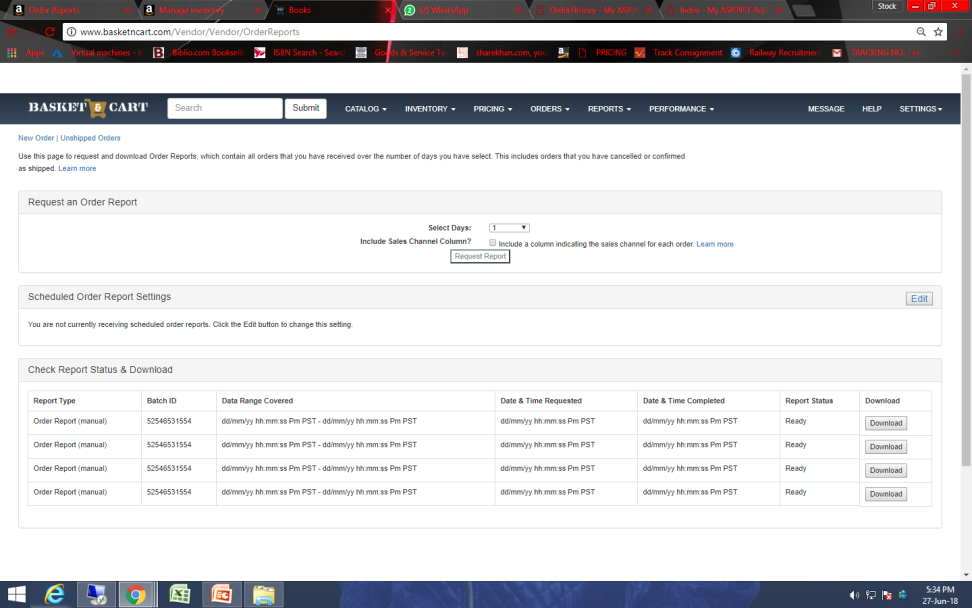 Order Reports
Manage Inventory
Books
WhatsApp
OrderHistory - My ASP.N
Index - My ASP.NET
Stock
www.basketncart.com/Vendor/Vendor/OrderReports
Apps
Virtual machines - M
Biblio.com Booksell
ISBN Search - Searc
Goods & Service Ta
sharekhan.com, you
PRICING
Track Consignment
Railway Recruitmen
TRACKING NCL
BASKET & CART
Search
Submit
CATALOG
INVENTORY
PRICING
ORDERS
REPORTS
PERFORMANCE
MESSAGE
HELP
SETTINGS
New Order | Unshipped Orders
Use this page to request and download Order Reports, which contain all orders that you have received over the number of days you have select. This includes orders that you have cancelled or confirmed
as shipped. Learn more
Request an Order Report
Select Days: 1
Include Sales Channel Column? Include a column indicating the sales channel for each order. Learn more
Request Report
Scheduled Order Report Settings Edit
You are not currently receiving scheduled order reports. Click the Edit button to change this setting.
Check Report Status & Download
Report Type Batch ID Data Range Covered Date & Time Requested Date & Time Completed Report Status Download
Order Report (manual) 52546531554 dd/mm/yy hh:mm:ss Pm PST - dd/mm/yy hh:mm:ss Pm PST dd/mm/yy hh:mm:ss Pm PST dd/mm/yy hh:mm:ss Pm PST Ready Download
Order Report (manual) 52546531554 dd/mm/yy hh:mm:ss Pm PST - dd/mm/yy hh:mm:ss Pm PST dd/mm/yy hh:mm:ss Pm PST dd/mm/yy hh:mm:ss Pm PST Ready Download
Order Report (manual) 52546531554 dd/mm/yy hh:mm:ss Pm PST - dd/mm/yy hh:mm:ss Pm PST dd/mm/yy hh:mm:ss Pm PST dd/mm/yy hh:mm:ss Pm PST Ready Download
Order Report (manual) 52546531554 dd/mm/yy hh:mm:ss Pm PST - dd/mm/yy hh:mm:ss Pm PST dd/mm/yy hh:mm:ss Pm PST dd/mm/yy hh:mm:ss Pm PST Ready Download
5:34 PM
27-Jun-18